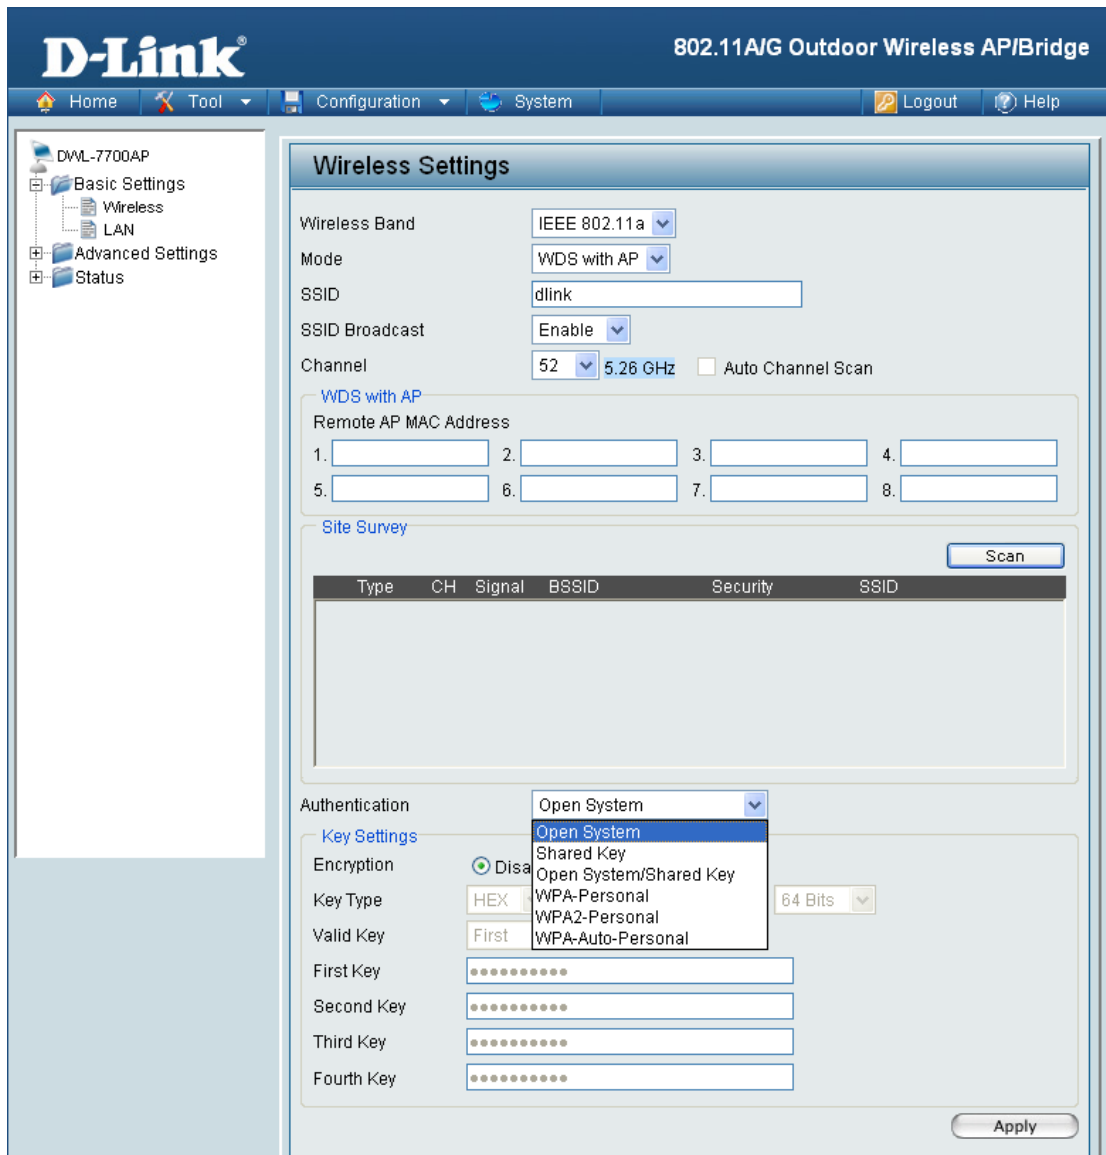 D-Link®
802.11A/G Outdoor Wireless AP/Bridge
Home Tool Configuration System Logout Help
DWL-7700AP
Basic Settings
Wireless
LAN
Advanced Settings
Status
Wireless Settings
Wireless Band IEEE 802.11a
Mode WDS with AP
SSID dlink
SSID Broadcast Enable
Channel 52 5.26 GHz Auto Channel Scan
WDS with AP
Remote AP MAC Address
1. 2. 3. 4.
5. 6. 7. 8.
Site Survey
Scan
Type CH Signal BSSID Security SSID
Authentication Open System
Open System
Shared Key
Open System/Shared Key
WPA-Personal
WPA2-Personal
WPA-Auto-Personal
Key Settings
Encryption Disa
Key Type HEX 64 Bits
Valid Key First
First Key ●●●●●●●●●●
Second Key ●●●●●●●●●●
Third Key ●●●●●●●●●●
Fourth Key ●●●●●●●●●●
Apply